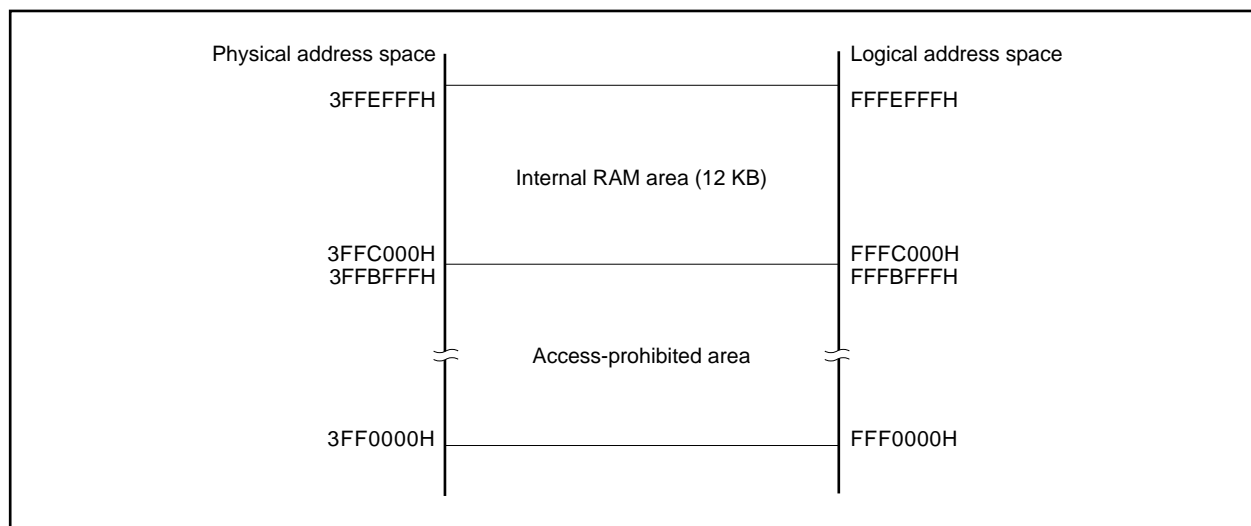 Physical address space
Logical address space
3FFEFFFH
FFFEFFFH
Internal RAM area (12 KB)
3FFC000H
FFFC000H
3FFBFFFH
FFFBFFFH
Access-prohibited area
3FF0000H
FFF0000H